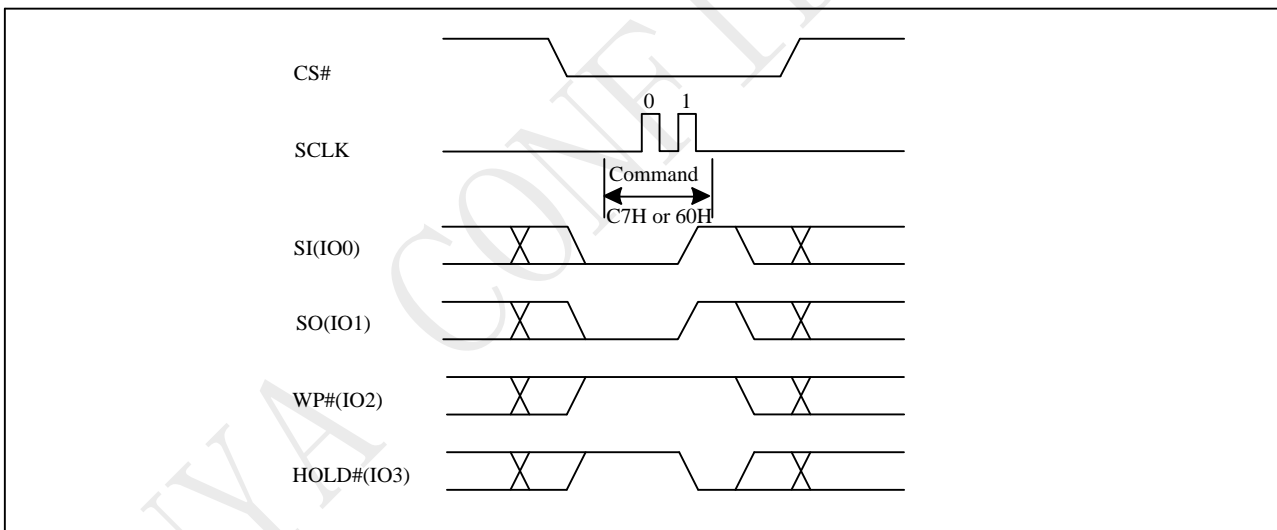 CS#
0 1
SCLK
Command
C7H or 60H
SI(IO0)
SO(IO1)
WP#(IO2)
HOLD#(IO3)